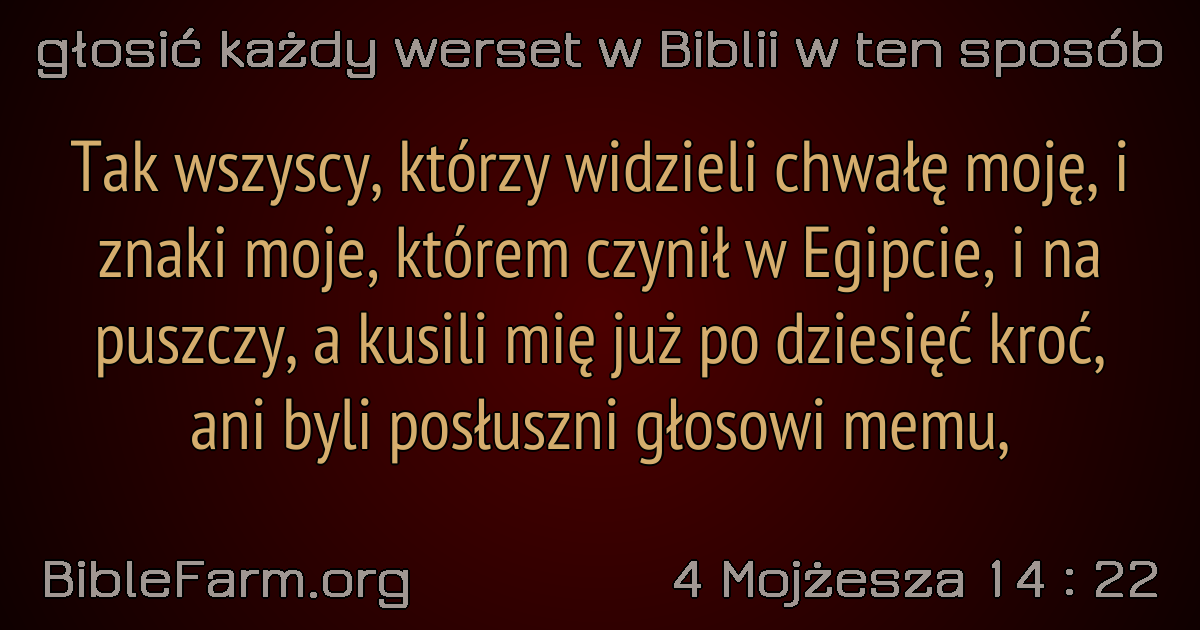 głosić każdy werset w Biblii w ten sposób
Tak wszyscy, którzy widzieli chwałę moję, i
znaki moje, którem czynił w Egipcie, i na
puszczy, a kusili mię już po dziesięć kroć,
ani byli posłuszni głosowi memu,
BibleFarm.org
4 Mojżesza 14 : 22